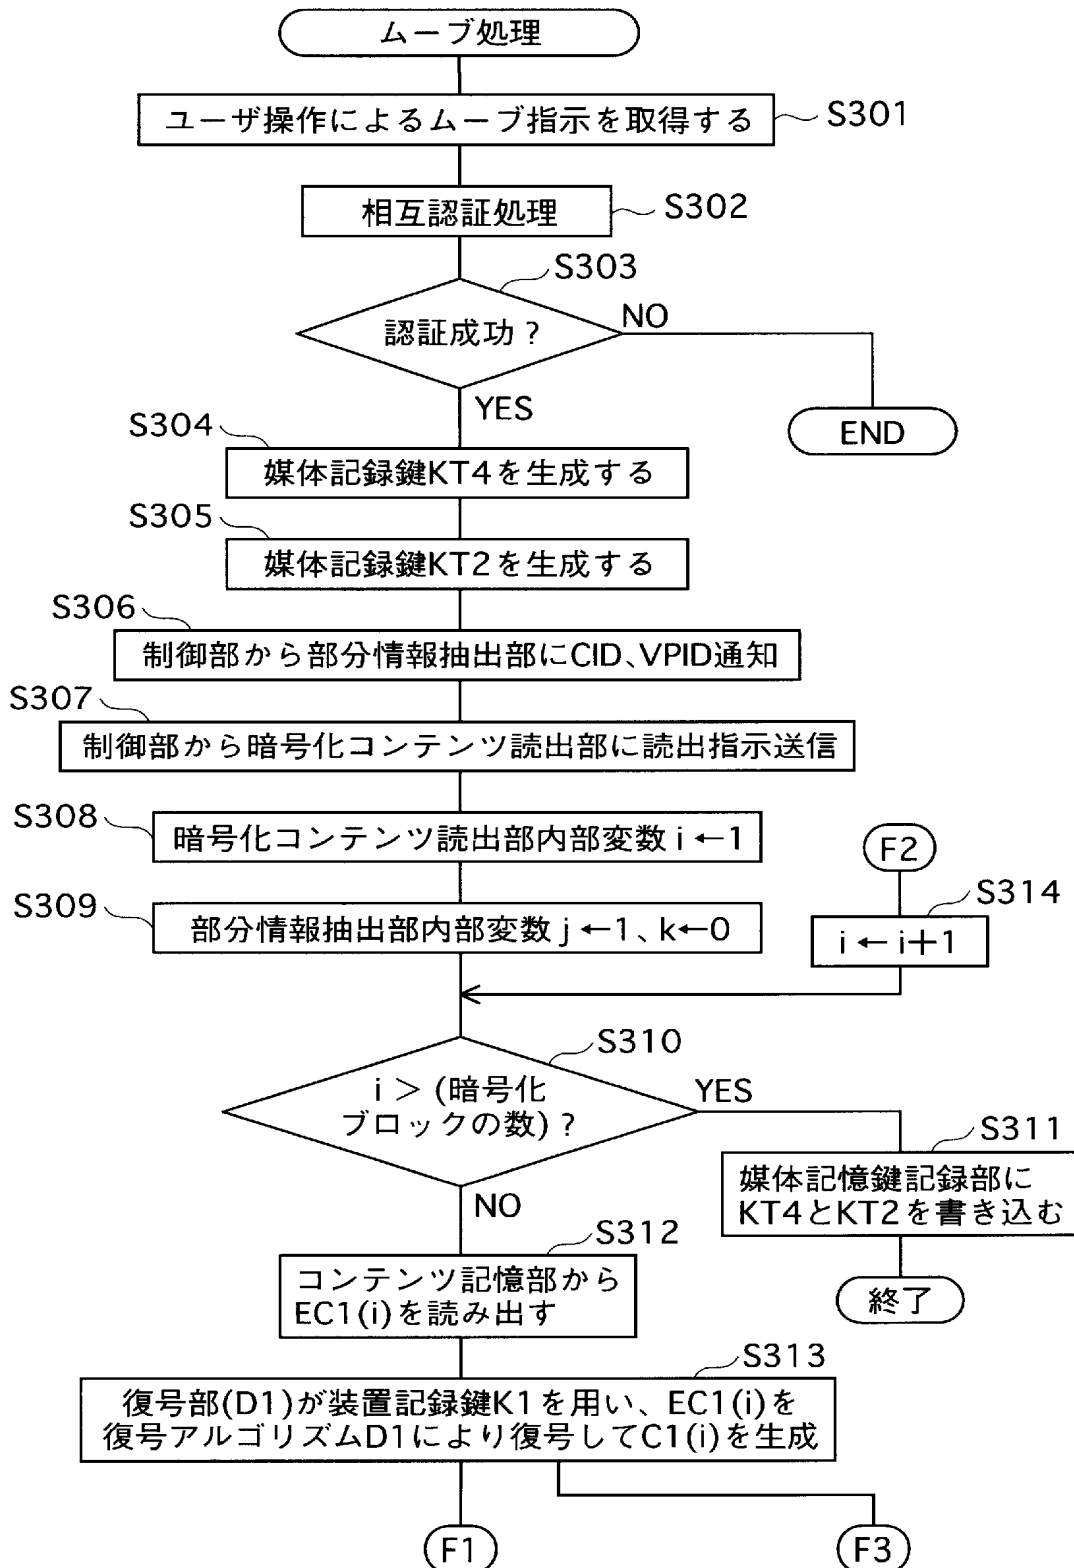 ムーブ処理
ユーザ操作によるムーブ指示を取得する
S301
相互認証処理
S302
S303
認証成功?
NO
YES
END
S304
媒体記録鍵KT4を生成する
S305
媒体記録鍵KT2を生成する
S306
制御部から部分情報抽出部にCID、VPID通知
S307
制御部から暗号化コンテンツ読出部に読出指示送信
S308
暗号化コンテンツ読出部内部変数 i ←1
F2
S309
部分情報抽出部内部変数 j ←1、k←0
S314
i ← i+1
S310
i > (暗号化
ブロックの数) ?
YES
NO
S311
媒体記憶鍵記録部に
KT4とKT2を書き込む
終了
S312
コンテンツ記憶部から
EC1(i)を読み出す
S313
復号部(D1)が装置記録鍵K1を用い、EC1(i)を
復号アルゴリズムD1により復号してC1(i)を生成
F1
F3